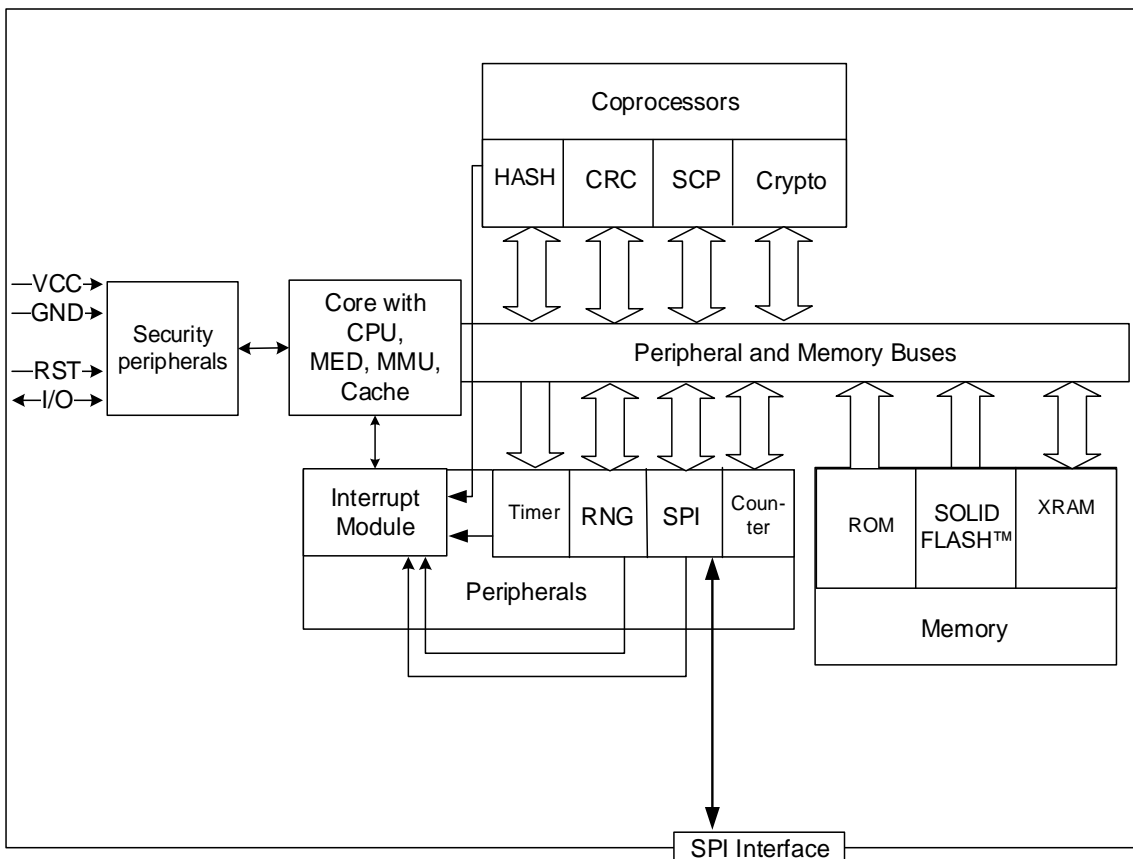 Coprocessors
HASH
CRC
SCP
Crypto
VCC
GND
RST
I/O
Security
peripherals
Core with
CPU,
MED, MMU,
Cache
Peripheral and Memory Buses
Interrupt
Module
Timer
RNG
SPI
Coun-
ter
Peripherals
ROM
SOLID
FLASH™
XRAM
Memory
SPI Interface